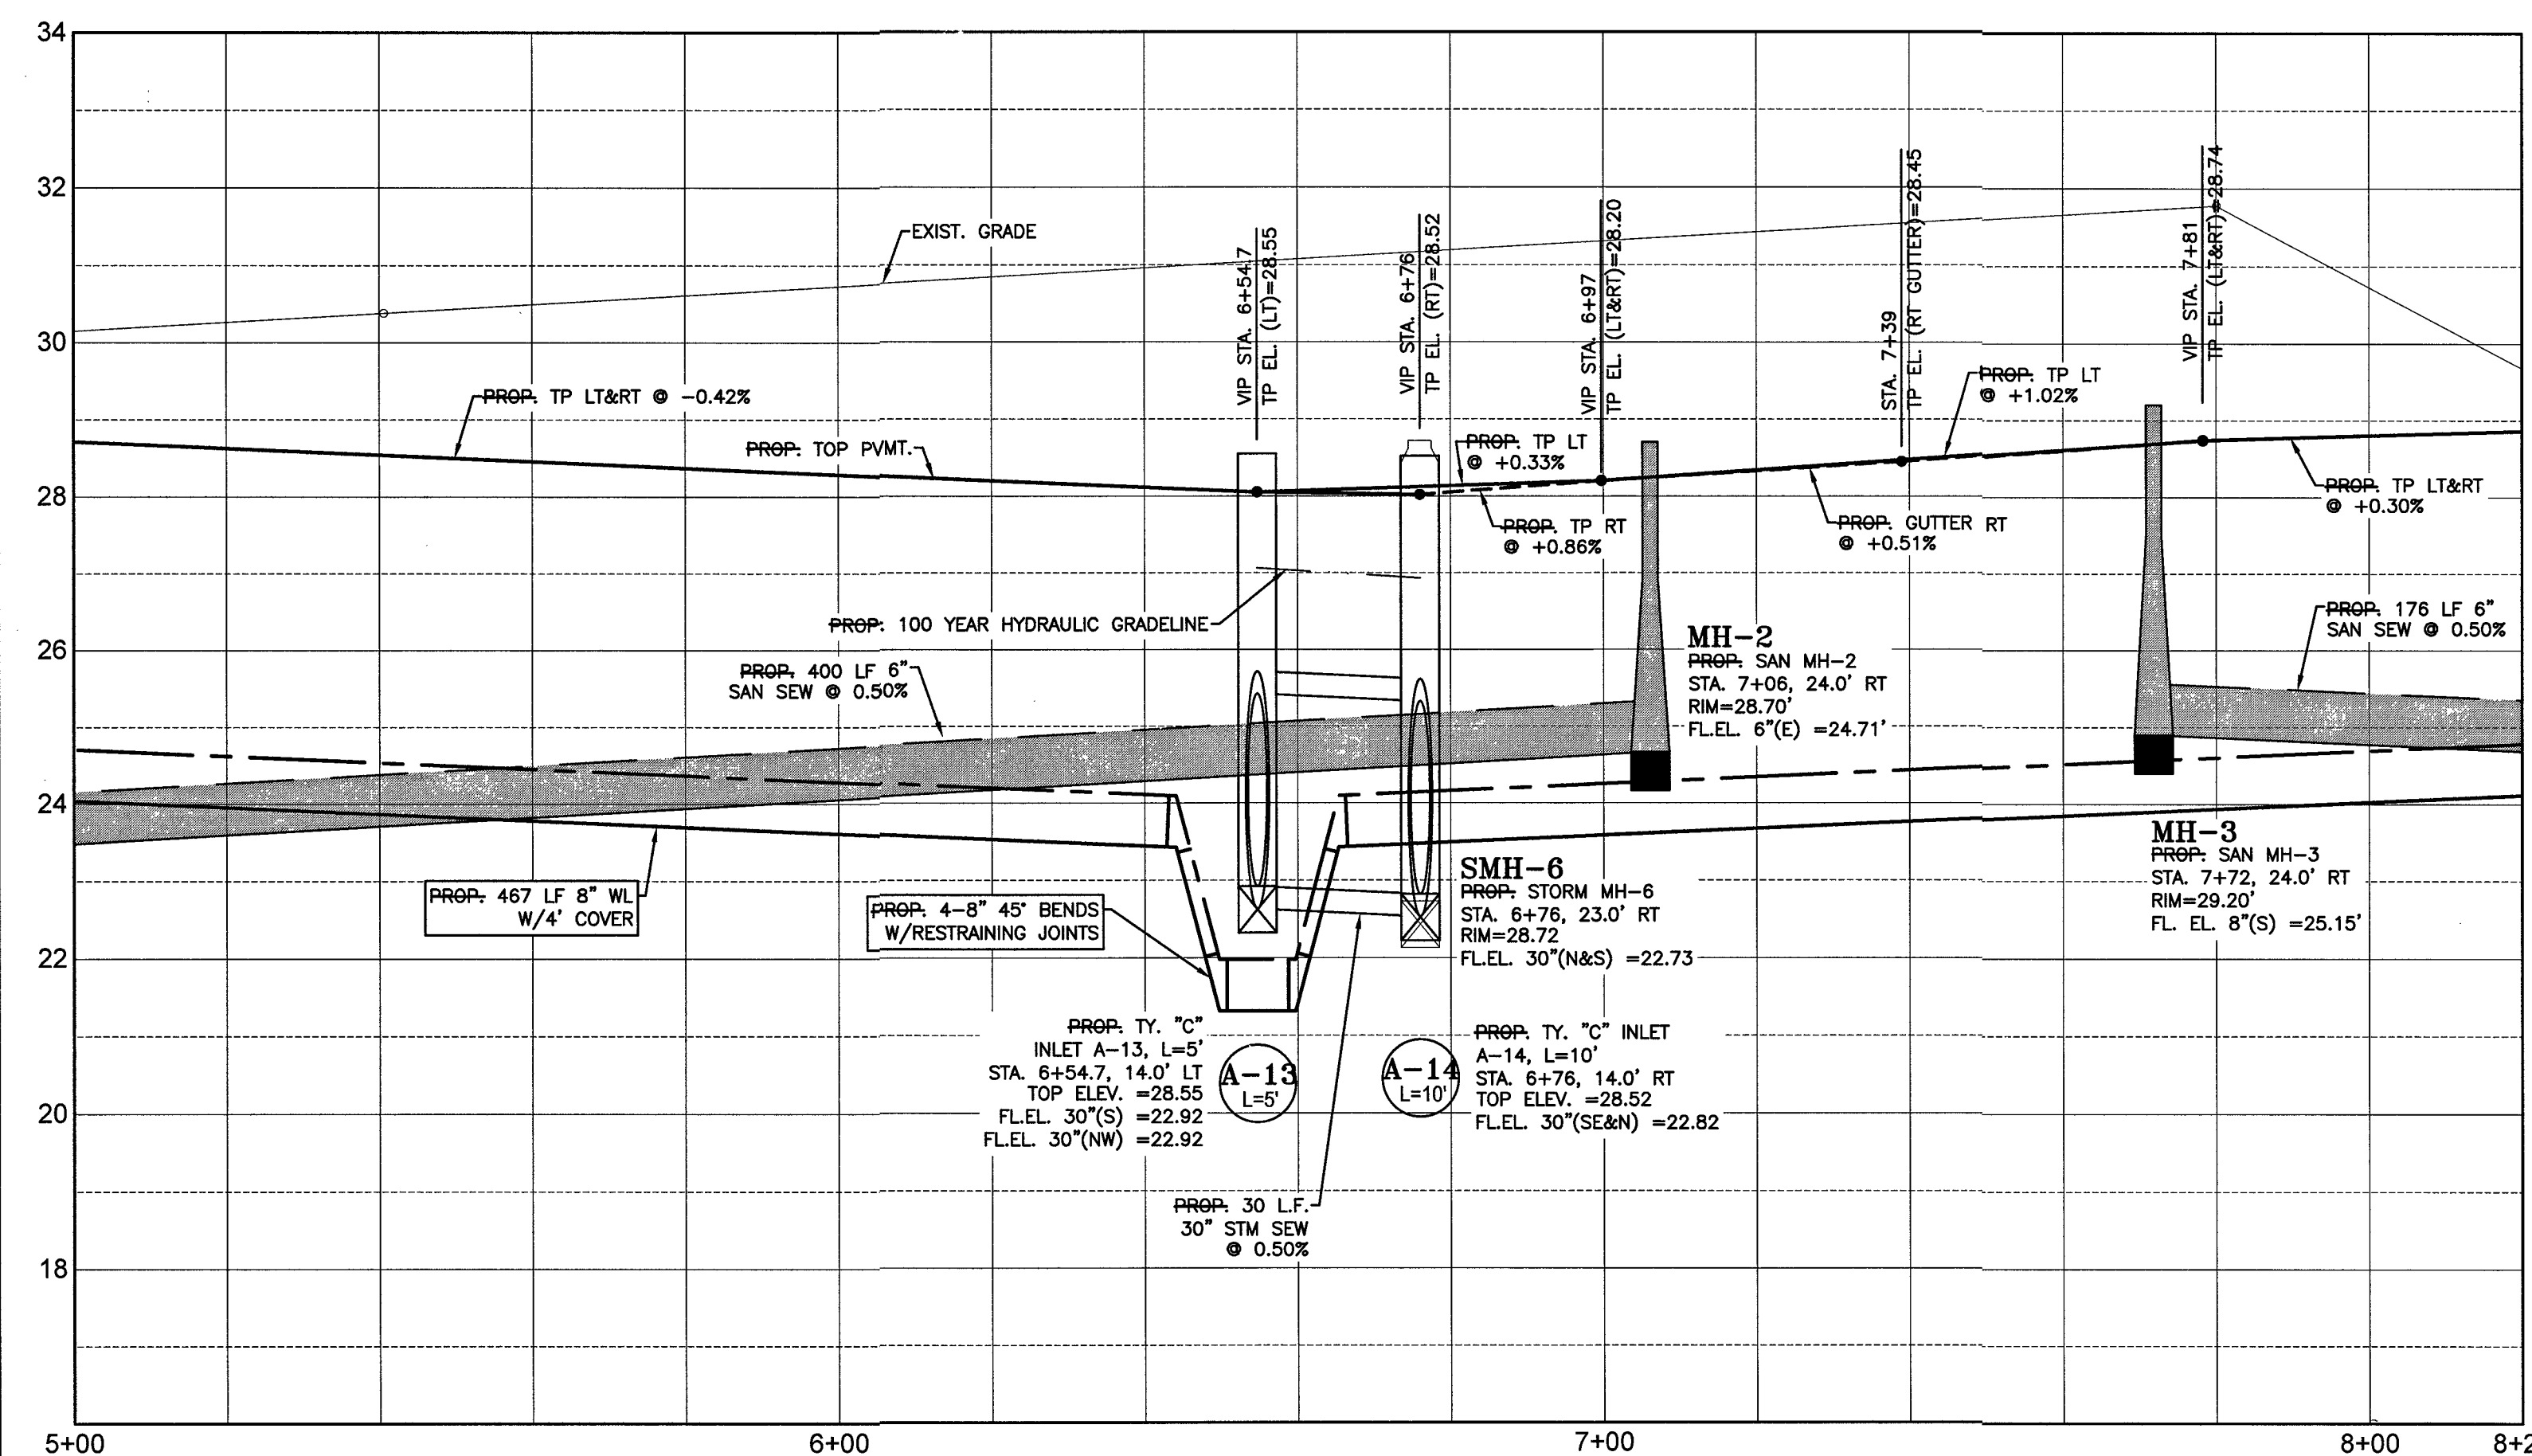 34
32
30
28
26
24
22
20
18
5+00
6+00
7+00
8+00
8+2
EXIST. GRADE
PROP. TP LT&RT @ -0.42%
PROP. TOP PVMT.
VIP STA. 6+54.7
TP EL. (LT)=28.55
VIP STA. 6+76
TP EL. (RT)=28.52
VIP STA. 6+97
TP EL. (LT&RT)=28.20
STA. 7+39
TP EL. (RT GUTTER)=28.45
VIP STA. 7+81
TP EL. (LT&RT)=28.74
PROP. TP LT
@ +0.33%
PROP. TP RT
@ +0.86%
PROP. TP LT
@ +1.02%
PROP. GUTTER RT
@ +0.51%
PROP. TP LT&RT
@ +0.30%
PROP. 100 YEAR HYDRAULIC GRADELINE
PROP. 400 LF 6"
SAN SEW @ 0.50%
MH-2
PROP. SAN MH-2
STA. 7+06, 24.0' RT
RIM=28.70'
FL.EL. 6"(E) =24.71'
PROP. 176 LF 6"
SAN SEW @ 0.50%
PROP. 467 LF 8" WL
W/4' COVER
PROP. 4-8" 45° BENDS
W/RESTRAINING JOINTS
SMH-6
PROP. STORM MH-6
STA. 6+76, 23.0' RT
RIM=28.72
FL.EL. 30"(N&S) =22.73
MH-3
PROP. SAN MH-3
STA. 7+72, 24.0' RT
RIM=29.20'
FL. EL. 8"(S) =25.15'
PROP. TY. "C"
INLET A-13, L=5'
STA. 6+54.7, 14.0' LT
TOP ELEV. =28.55
FL.EL. 30"(S) =22.92
FL.EL. 30"(NW) =22.92
A-13
L=5'
A-14
L=10'
PROP. TY. "C" INLET
A-14, L=10'
STA. 6+76, 14.0' RT
TOP ELEV. =28.52
FL.EL. 30"(SE&N) =22.82
PROP. 30 L.F.
30" STM SEW
@ 0.50%